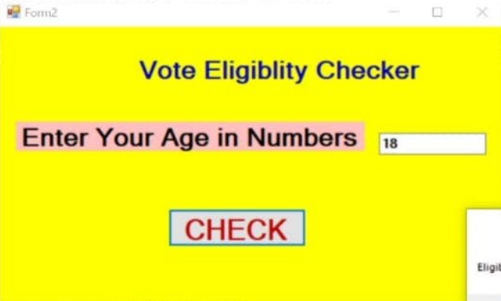 Form2
Vote Eligiblity Checker
Enter Your Age in Numbers
18
CHECK